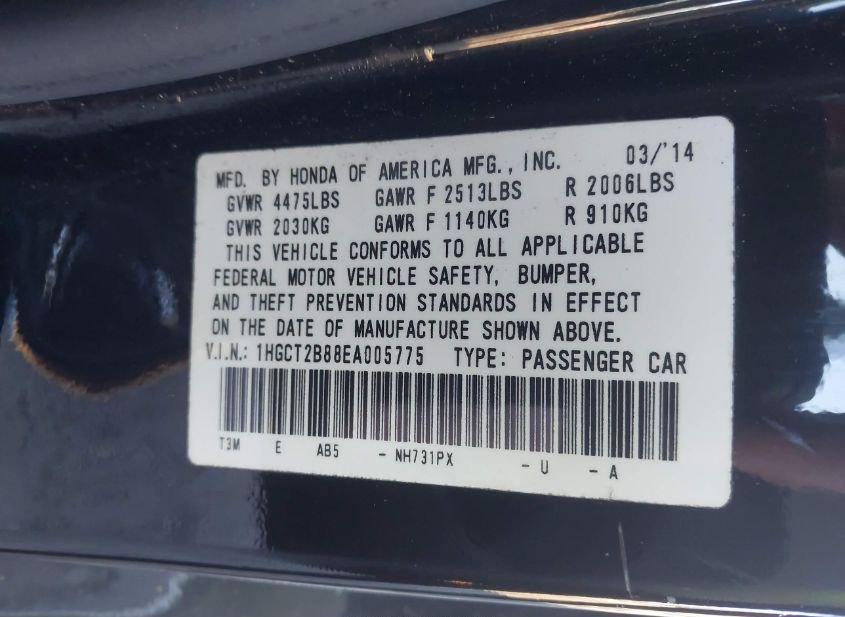 MFD. BY HONDA OF AMERICA MFG., INC. 03/'14
GVWR 4475LBS GAWR F 2513LBS R 2006LBS
GVWR 2030KG GAWR F 1140KG R 910KG
THIS VEHICLE CONFORMS TO ALL APPLICABLE
FEDERAL MOTOR VEHICLE SAFETY, BUMPER,
AND THEFT PREVENTION STANDARDS IN EFFECT
ON THE DATE OF MANUFACTURE SHOWN ABOVE.
V.I.N.: 1HGCT2B88EA005775 TYPE: PASSENGER CAR
T3M E AB5 - NH731PX - U - A